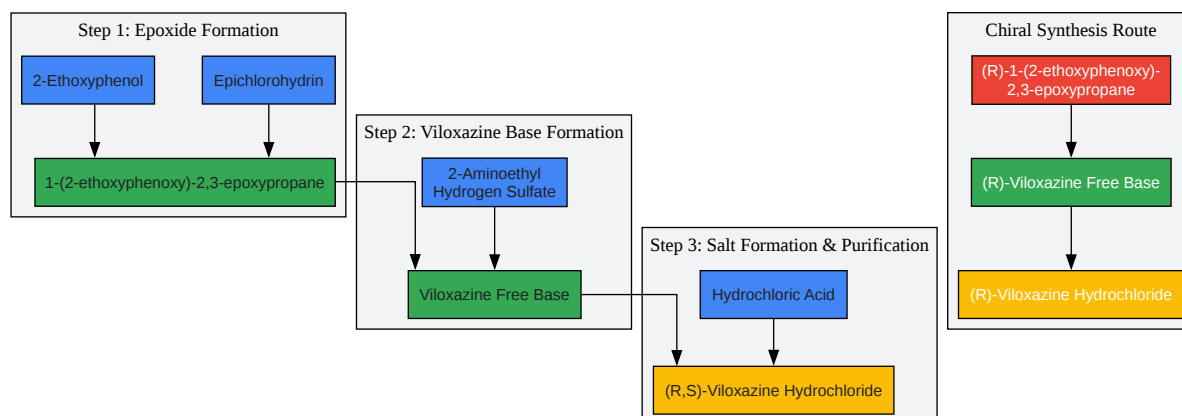 Step 1: Epoxide Formation
2-Ethoxyphenol
Epichlorohydrin
1-(2-ethoxyphenoxy)-2,3-epoxypropane
Step 2: Viloxazine Base Formation
2-Aminoethyl
Hydrogen Sulfate
Viloxazine Free Base
Step 3: Salt Formation & Purification
Hydrochloric Acid
(R,S)-Viloxazine Hydrochloride
Chiral Synthesis Route
(R)-1-(2-ethoxyphenoxy)-
2,3-epoxypropane
(R)-Viloxazine Free Base
(R)-Viloxazine Hydrochloride